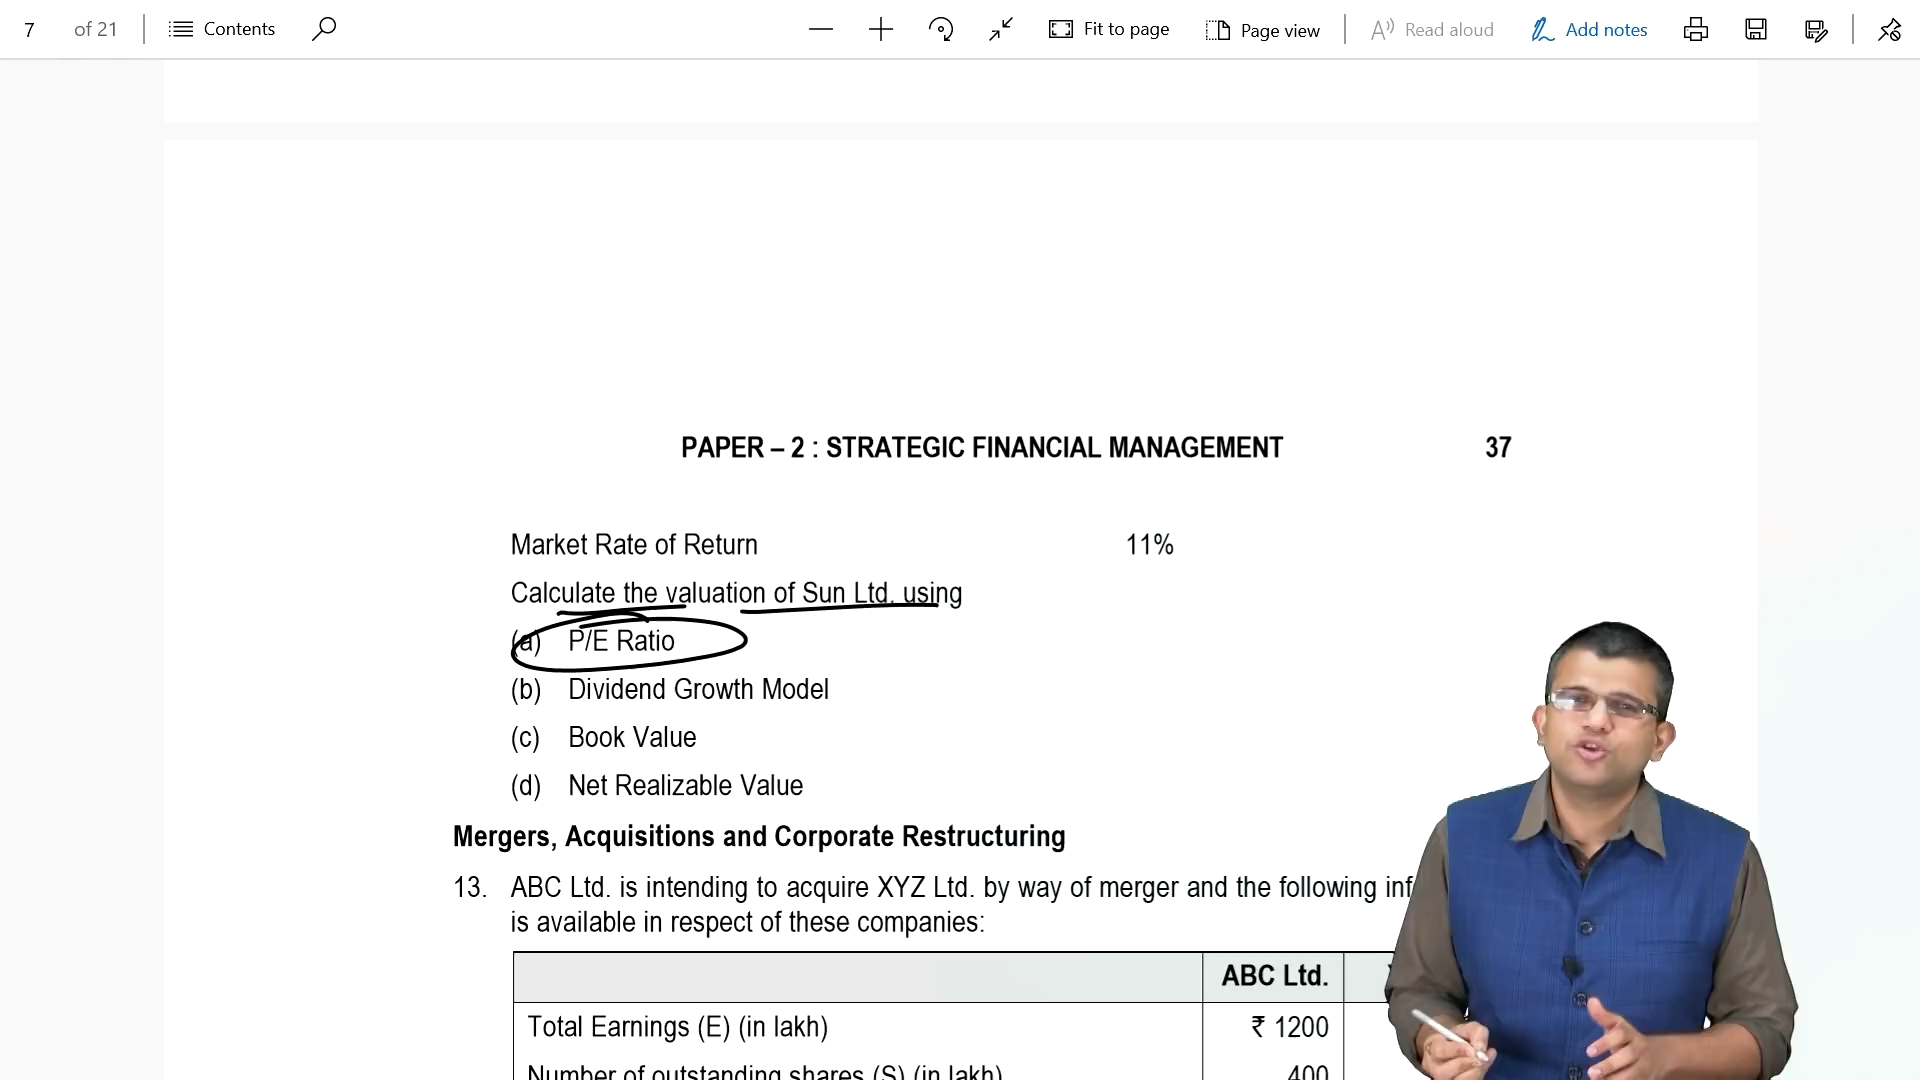 7 of 21 Contents Fit to page Page view Read aloud Add notes
PAPER – 2 : STRATEGIC FINANCIAL MANAGEMENT 37
Market Rate of Return 11%
Calculate the valuation of Sun Ltd. using
(a) P/E Ratio
(b) Dividend Growth Model
(c) Book Value
(d) Net Realizable Value
Mergers, Acquisitions and Corporate Restructuring
13. ABC Ltd. is intending to acquire XYZ Ltd. by way of merger and the following inf
is available in respect of these companies:
ABC Ltd.
Total Earnings (E) (in lakh) ₹ 1200
Number of outstanding shares (S) (in lakh) 400